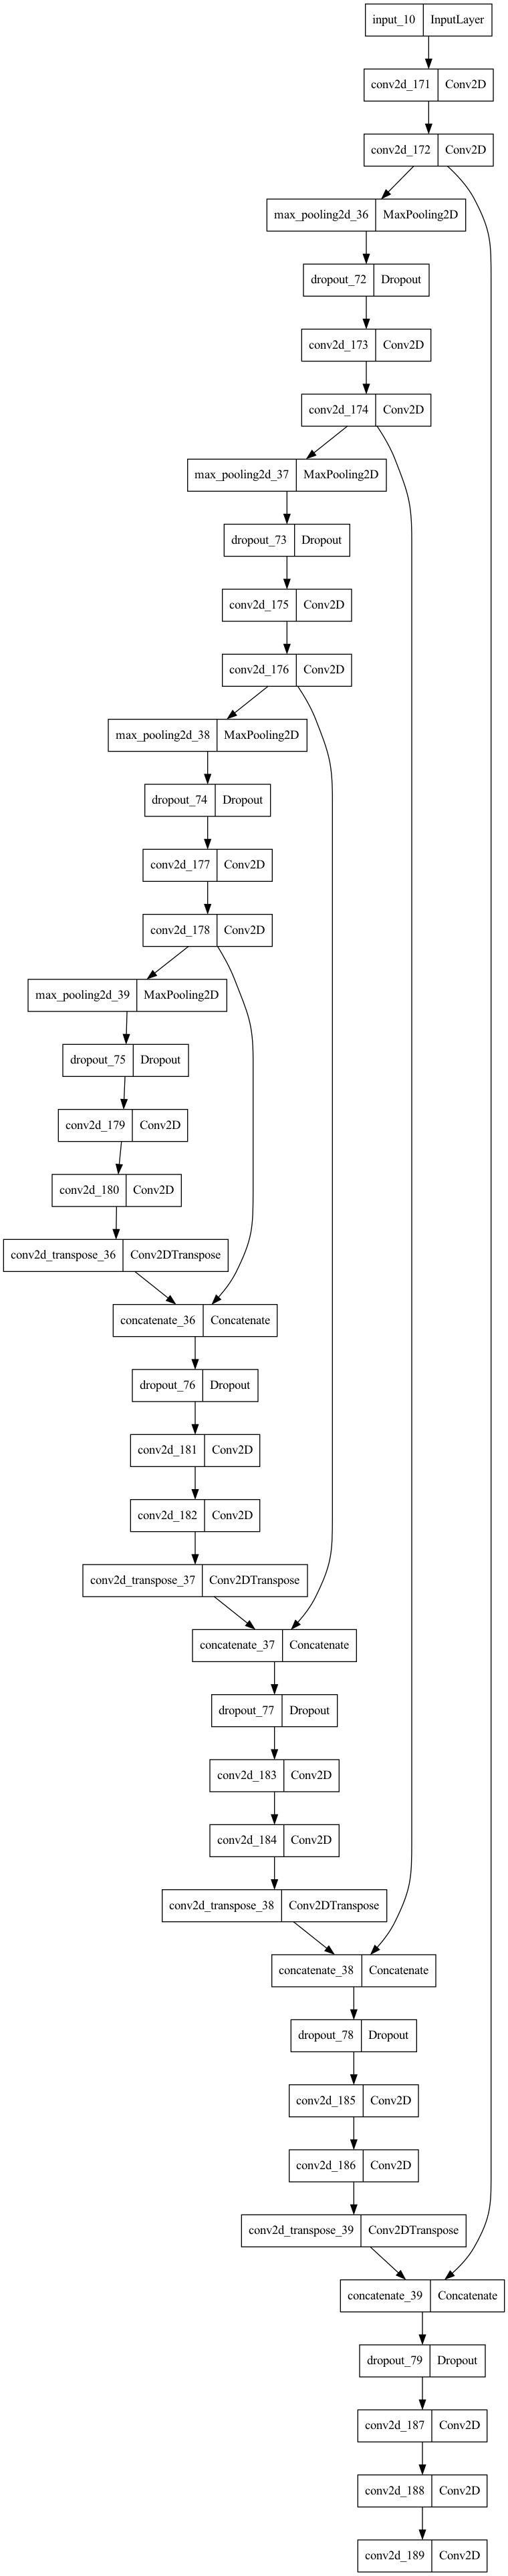 input_10 InputLayer
conv2d_171 Conv2D
conv2d_172 Conv2D
max_pooling2d_36 MaxPooling2D
dropout_72 Dropout
conv2d_173 Conv2D
conv2d_174 Conv2D
max_pooling2d_37 MaxPooling2D
dropout_73 Dropout
conv2d_175 Conv2D
conv2d_176 Conv2D
max_pooling2d_38 MaxPooling2D
dropout_74 Dropout
conv2d_177 Conv2D
conv2d_178 Conv2D
max_pooling2d_39 MaxPooling2D
dropout_75 Dropout
conv2d_179 Conv2D
conv2d_180 Conv2D
conv2d_transpose_36 Conv2DTranspose
concatenate_36 Concatenate
dropout_76 Dropout
conv2d_181 Conv2D
conv2d_182 Conv2D
conv2d_transpose_37 Conv2DTranspose
concatenate_37 Concatenate
dropout_77 Dropout
conv2d_183 Conv2D
conv2d_184 Conv2D
conv2d_transpose_38 Conv2DTranspose
concatenate_38 Concatenate
dropout_78 Dropout
conv2d_185 Conv2D
conv2d_186 Conv2D
conv2d_transpose_39 Conv2DTranspose
concatenate_39 Concatenate
dropout_79 Dropout
conv2d_187 Conv2D
conv2d_188 Conv2D
conv2d_189 Conv2D